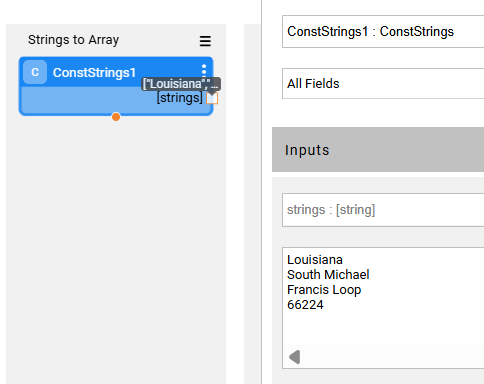 Strings to Array
C ConstStrings1
["Louisiana","...
[strings]
ConstStrings1 : ConstStrings
All Fields
Inputs
strings : [string]
Louisiana
South Michael
Francis Loop
66224